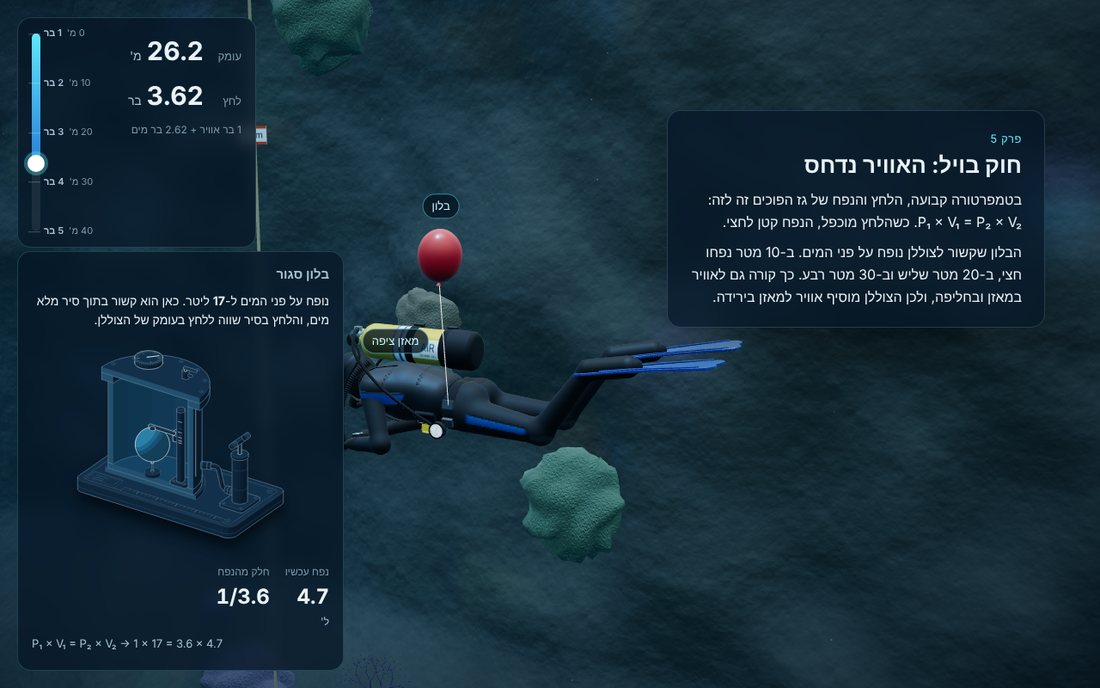 0 מ' 1 בר
10 מ' 2 בר
20 מ' 3 בר
30 מ' 4 בר
40 מ' 5 בר
עומק 26.2 מ'
לחץ 3.62 בר
1 בר אוויר + 2.62 בר מים
m
פרק 5
חוק בויל: האוויר נדחס
בטמפרטורה קבועה, הלחץ והנפח של גז הפוכים זה לזה:
P₁ × V₁ = P₂ × V₂. כשהלחץ מוכפל, הנפח קטן לחצי.
הבלון שקשור לצוללן נופח על פני המים. ב-10 מטר נפחו
חצי, ב-20 מטר שליש וב-30 מטר רבע. כך קורה גם לאוויר
במאזן ובחליפה, ולכן הצוללן מוסיף אוויר למאזן בירידה.
בלון
מאזן ציפה
AIR
בלון סגור
נופח על פני המים ל-17 ליטר. כאן הוא קשור בתוך סיר מלא
מים, והלחץ בסיר שווה ללחץ בעומק של הצוללן.
נפח עכשיו
4.7
ל'
חלק מהנפח
1/3.6
P₁ × V₁ = P₂ × V₂ → 1 × 17 = 3.6 × 4.7